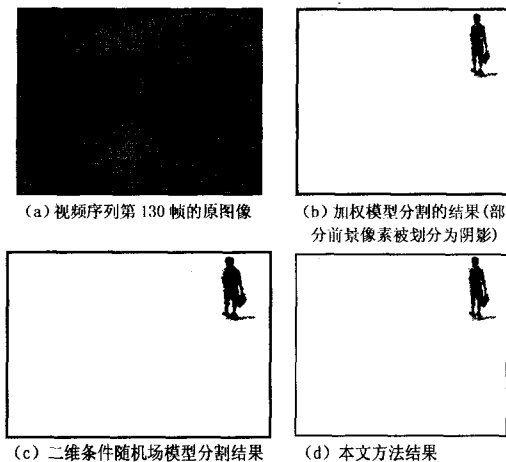 (a)视频序列第 130 帧的原图像
(b)加权模型分割的结果(部
分前景像素被划分为阴影)
(c)二维条件随机场模型分割结果
(d)本文方法结果